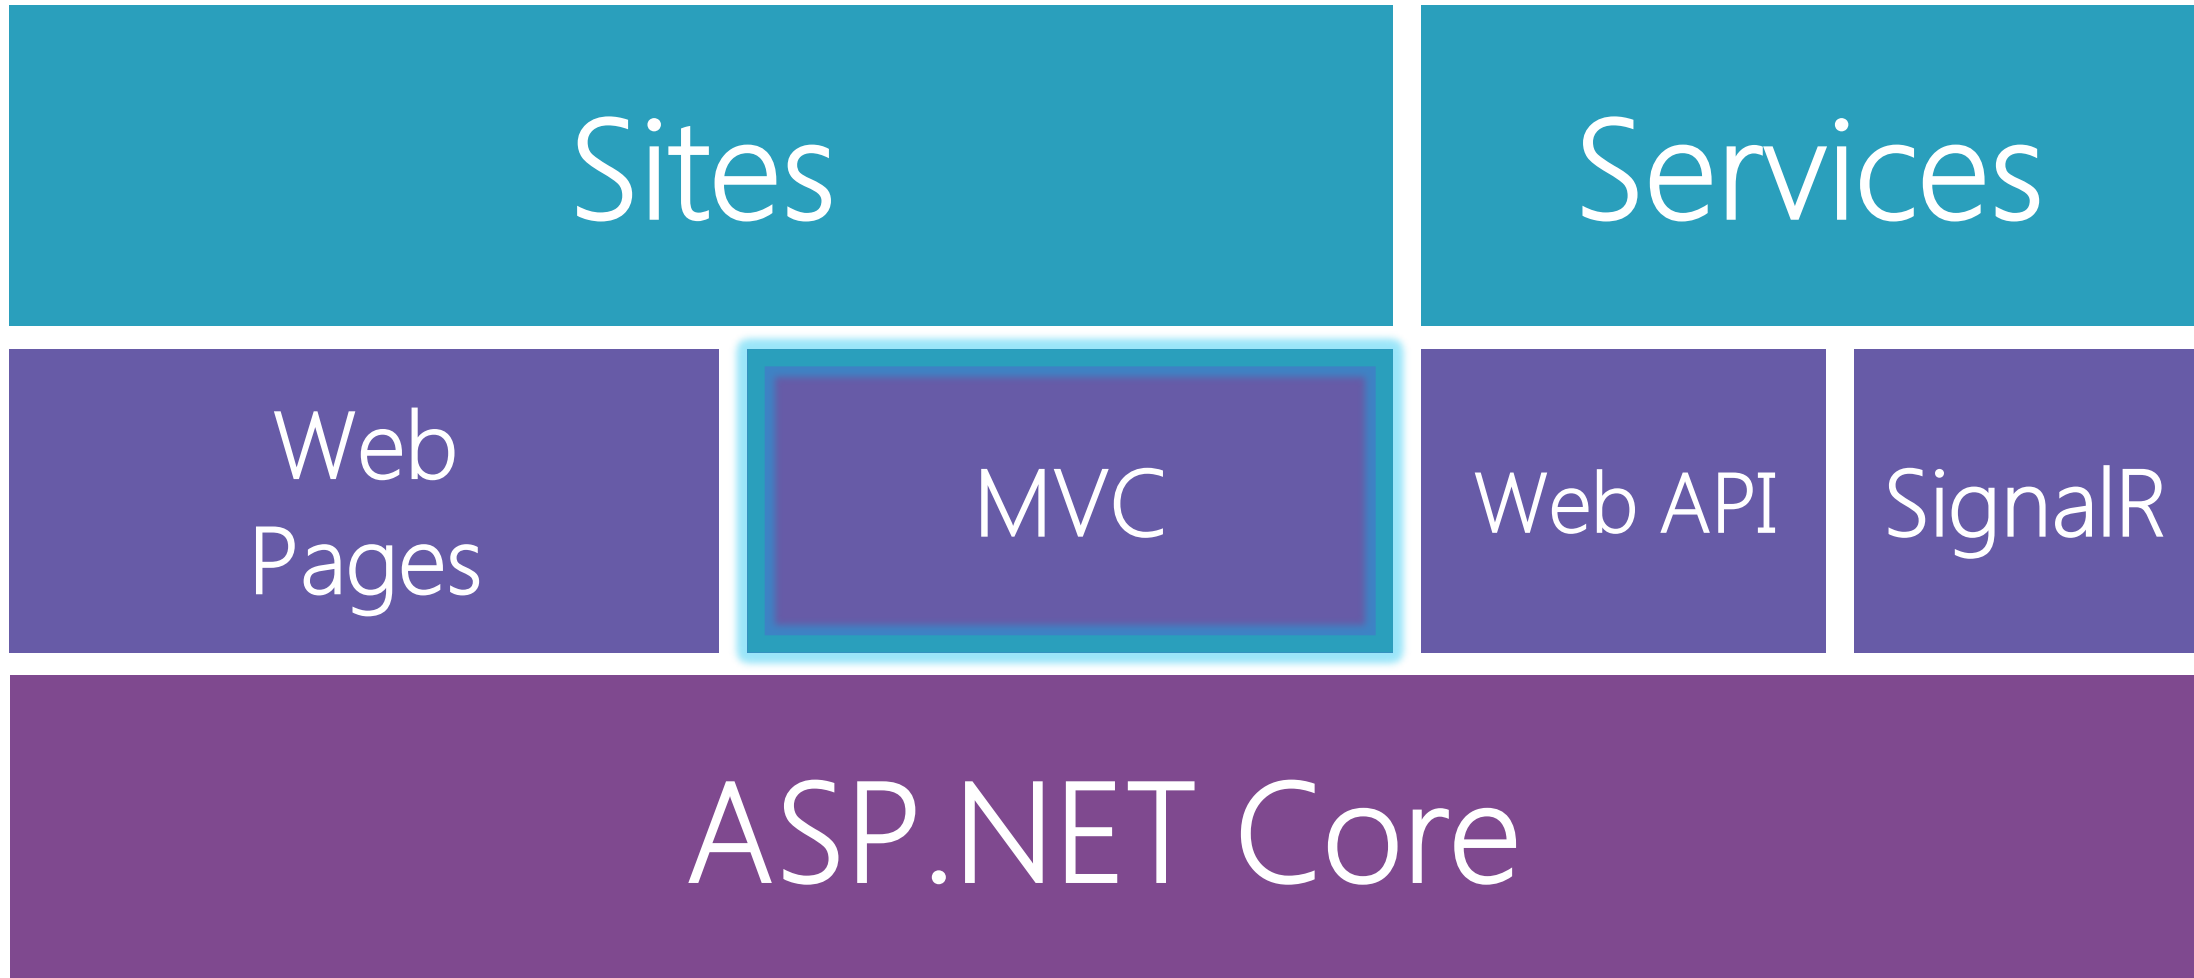 Sites
Services
Web
Pages
MVC
Web API
SignalR
ASP.NET Core